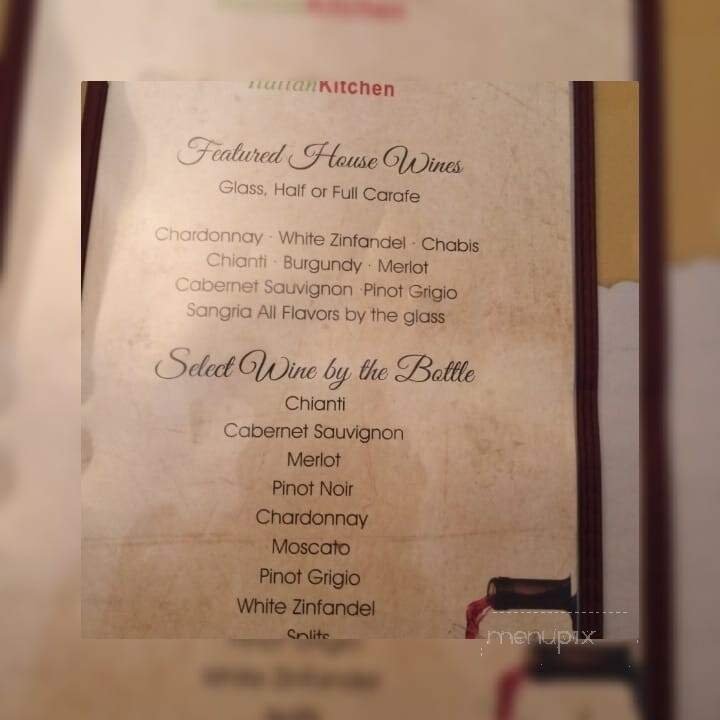 ItalianKitchen
Featured House Wines
Glass, Half or Full Carafe
Chardonnay · White Zinfandel · Chabis
Chianti · Burgundy · Merlot
Cabernet Sauvignon · Pinot Grigio
Sangria All Flavors by the glass
Select Wine by the Bottle
Chianti
Cabernet Sauvignon
Merlot
Pinot Noir
Chardonnay
Moscato
Pinot Grigio
White Zinfandel
Splits
menupix